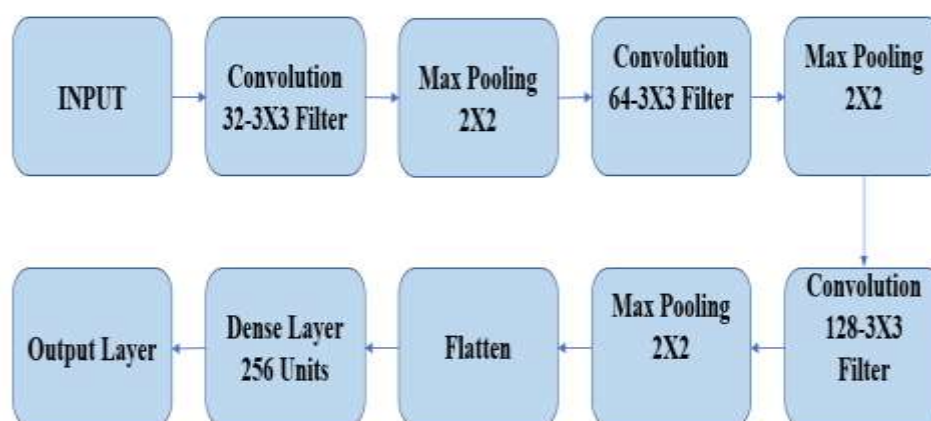 INPUT
Convolution
32-3X3 Filter
Max Pooling
2X2
Convolution
64-3X3 Filter
Max Pooling
2X2
Convolution
128-3X3
Filter
Max Pooling
2X2
Flatten
Dense Layer
256 Units
Output Layer